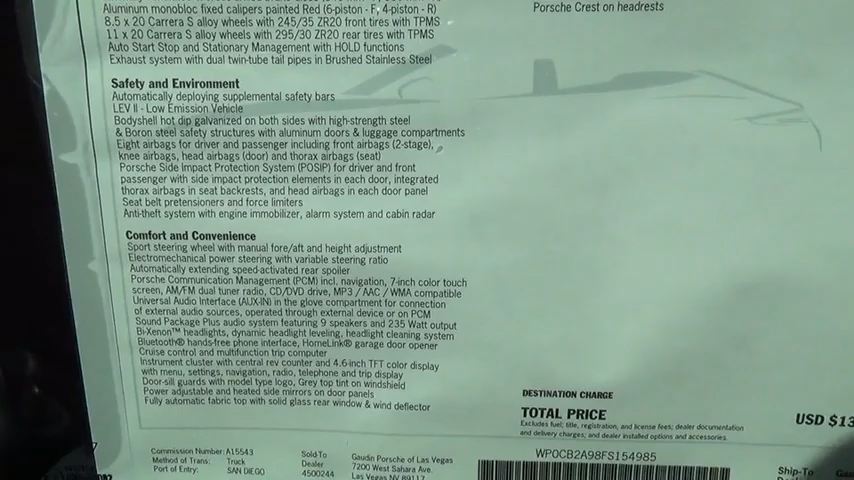 Aluminum monobloc fixed calipers painted Red (6-piston - F, 4-piston - R)
8.5 x 20 Carrera S alloy wheels with 245/35 ZR20 front tires with TPMS
11 x 20 Carrera S alloy wheels with 295/30 ZR20 rear tires with TPMS
Auto Start Stop and Stationary Management with HOLD functions
Exhaust system with dual twin-tube tail pipes in Brushed Stainless Steel
Porsche Crest on headrests
Safety and Environment
Automatically deploying supplemental safety bars
LEV II - Low Emission Vehicle
Bodyshell hot dip galvanized on both sides with high-strength steel
& Boron steel safety structures with aluminum doors & luggage compartments
Eight airbags for driver and passenger including front airbags (2-stage),
knee airbags, head airbags (door) and thorax airbags (seat)
Porsche Side Impact Protection System (POSIP) for driver and front
passenger with side impact protection elements in each door, integrated
thorax airbags in seat backrests, and head airbags in each door panel
Seat belt pretensioners and force limiters
Anti-theft system with engine immobilizer, alarm system and cabin radar
Comfort and Convenience
Sport steering wheel with manual fore/aft and height adjustment
Electromechanical power steering with variable steering ratio
Automatically extending speed-activated rear spoiler
Porsche Communication Management (PCM) incl. navigation, 7-inch color touch
screen, AM/FM dual tuner radio, CD/DVD drive, MP3 / AAC / WMA compatible
Universal Audio Interface (AUX-IN) in the glove compartment for connection
of external audio sources, operated through external device or on PCM
Sound Package Plus audio system featuring 9 speakers and 235 Watt output
Bi-Xenon™ headlights, dynamic headlight leveling, headlight cleaning system
Bluetooth® hands-free phone interface, HomeLink® garage door opener
Cruise control and multifunction trip computer
Instrument cluster with central rev counter and 4.6-inch TFT color display
with menu, settings, navigation, radio, telephone and trip display
Door-sill guards with model type logo, Grey top tint on windshield
Power adjustable and heated side mirrors on door panels
Fully automatic fabric top with solid glass rear window & wind deflector
DESTINATION CHARGE
TOTAL PRICE
USD $13
Excludes fuel, title, registration, and license fees; dealer documentation
and delivery charges; and dealer installed options and accessories.
Commission Number: A15543
Method of Trans: Truck
Port of Entry: SAN DIEGO
Sold-To
Dealer
4500244
Gaudin Porsche of Las Vegas
7200 West Sahara Ave.
Las Vegas NV 89117
WP0CB2A98FS154985
Ship-To